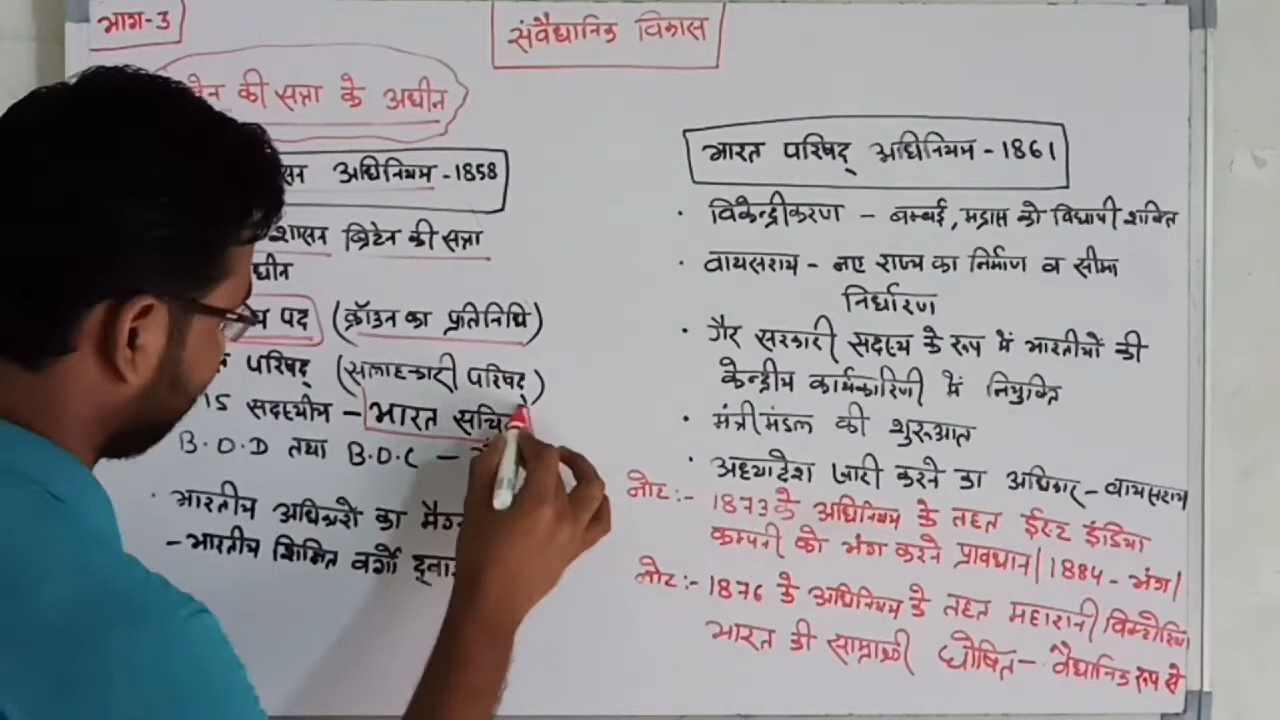 भाग-3
संवैधानिक विकास
की सत्ता के अधीन
अधिनियम -1858
शासन ब्रिटेन की सत्ता
पद (क्रॉउन का प्रतिनिधि)
परिषद् (सलाहकारी परिषद्)
15 सदस्यीय - भारत
B.O.D तथा B.O.C -
· भारतीय अधिकारों का
- भारतीय शिक्षित वर्गो
भारत परिषद् अधिनियम -1861
· विकेन्द्रीकरण - बम्बई, मद्रास को विधायी शक्ति
· वायसराय - नए राज्य का निर्माण व सीमा
निर्धारण
· गैर सरकारी सदस्य के रूप में भारतीयों की
केन्द्रीय कार्यकारिणी में नियुक्ति
· मंत्रीमंडल की शुरुआत
· अध्यादेश जारी करने का अधिकार - वायसराय
नोट:- 1873 के अधिनियम के तहत ईस्ट इंडिया
कम्पनी को भंग करने प्रावधान| 1884 - भंग|
नोट:- 1876 के अधिनियम के तहत महारानी विक्टोरिया
भारत की साम्राज्ञी घोषित - वैधानिक रूप से